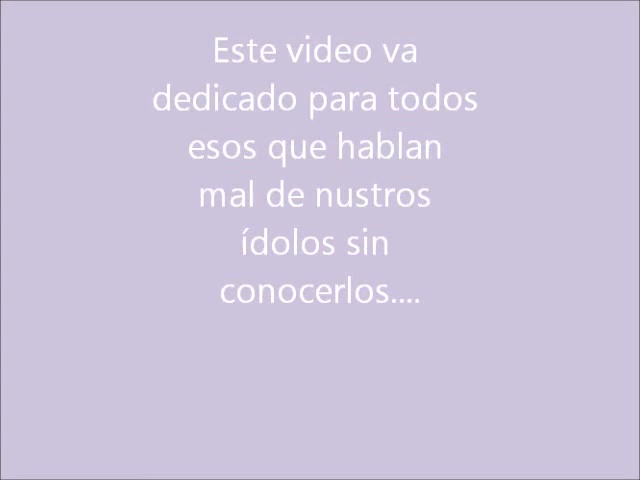 Este video va
dedicado para todos
esos que hablan
mal de nustros
ídolos sin
conocerlos....